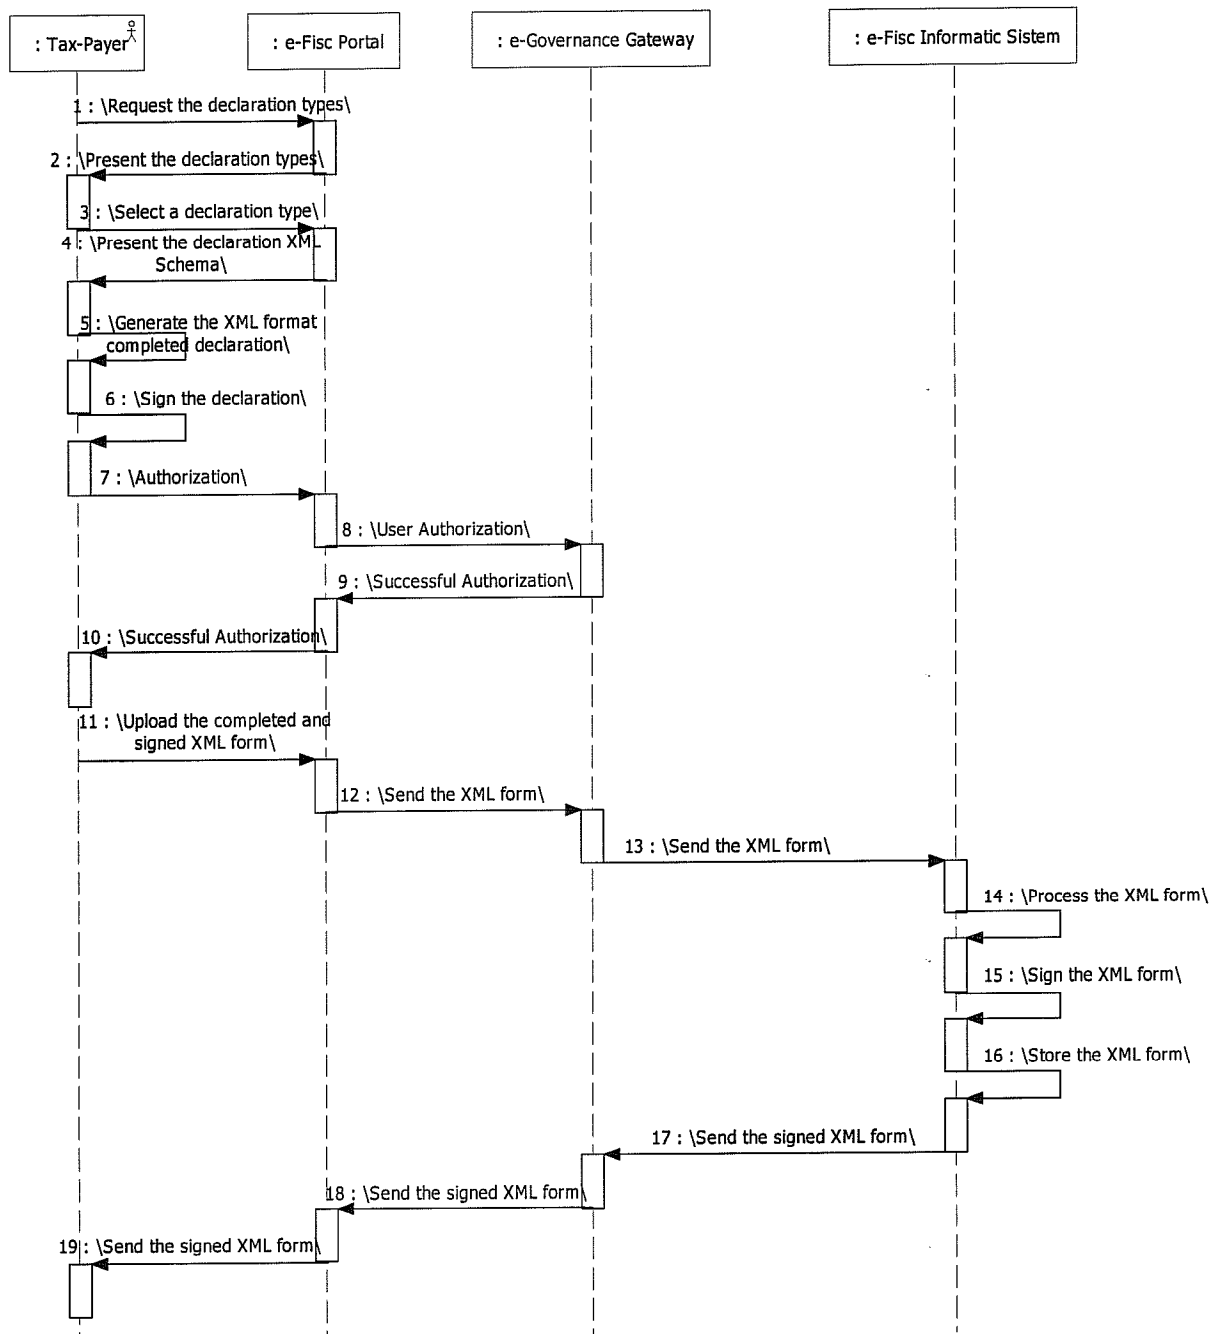 : Tax-Payer
: e-Fisc Portal
: e-Governance Gateway
: e-Fisc Informatic Sistem
1 : \Request the declaration types\
2 : \Present the declaration types\
3 : \Select a declaration type\
4 : \Present the declaration XML
Schema\
5 : \Generate the XML format
completed declaration\
6 : \Sign the declaration\
7 : \Authorization\
8 : \User Authorization\
9 : \Successful Authorization\
10 : \Successful Authorization\
11 : \Upload the completed and
signed XML form\
12 : \Send the XML form\
13 : \Send the XML form\
14 : \Process the XML form\
15 : \Sign the XML form\
16 : \Store the XML form\
17 : \Send the signed XML form\
18 : \Send the signed XML form\
19 : \Send the signed XML form\